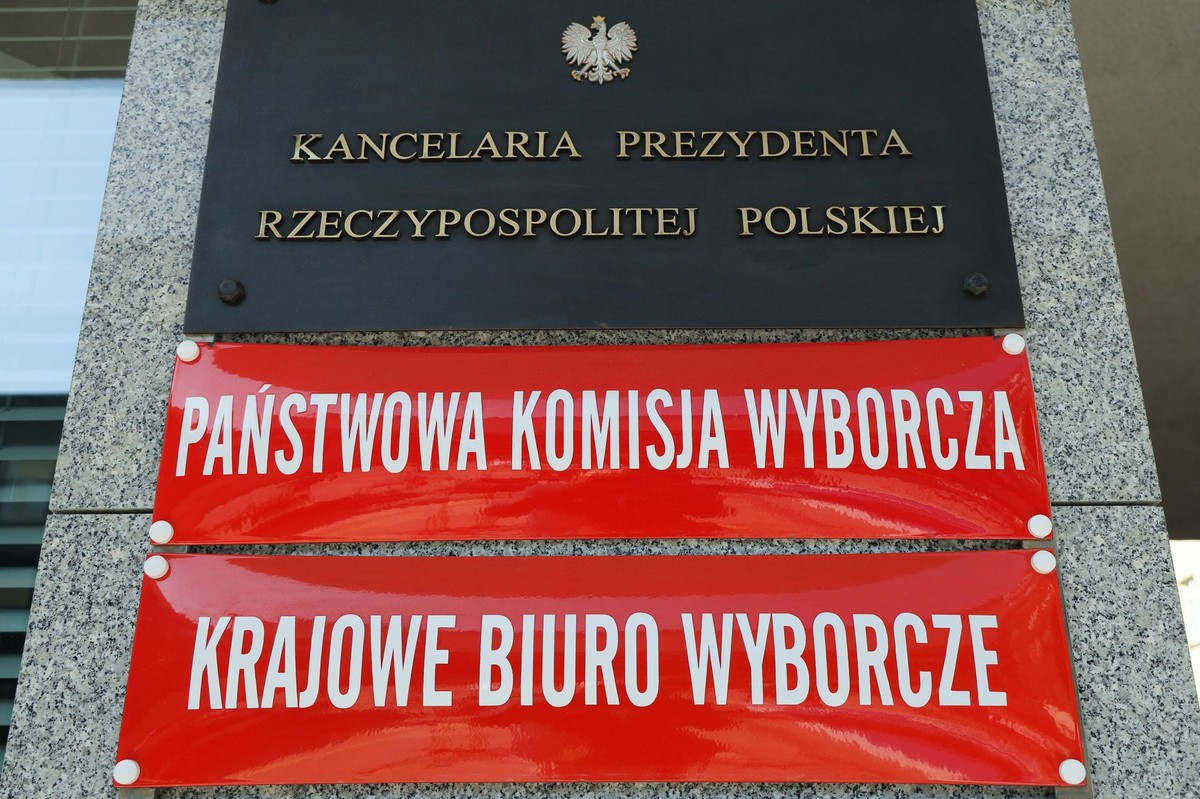 KANCELARIA PREZYDENTA
RZECZYPOSPOLITEJ POLSKIEJ
PAŃSTWOWA KOMISJA WYBORCZA
KRAJOWE BIURO WYBORCZE